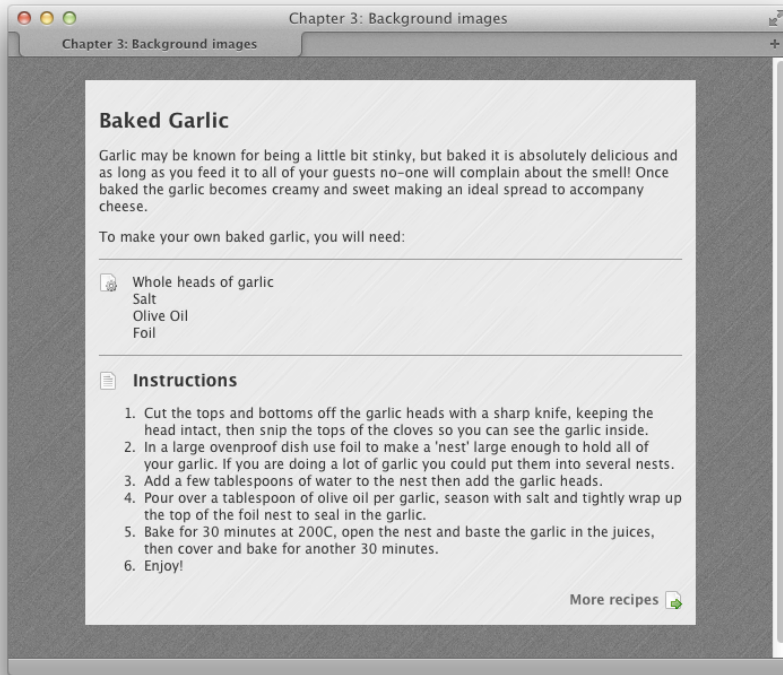 Chapter 3: Background images
Chapter 3: Background images
Baked Garlic
Garlic may be known for being a little bit stinky, but baked it is absolutely delicious and
as long as you feed it to all of your guests no-one will complain about the smell! Once
baked the garlic becomes creamy and sweet making an ideal spread to accompany
cheese.
To make your own baked garlic, you will need:
Whole heads of garlic
Salt
Olive Oil
Foil
Instructions
1. Cut the tops and bottoms off the garlic heads with a sharp knife, keeping the
head intact, then snip the tops of the cloves so you can see the garlic inside.
2. In a large ovenproof dish use foil to make a 'nest' large enough to hold all of
your garlic. If you are doing a lot of garlic you could put them into several nests.
3. Add a few tablespoons of water to the nest then add the garlic heads.
4. Pour over a tablespoon of olive oil per garlic, season with salt and tightly wrap up
the top of the foil nest to seal in the garlic.
5. Bake for 30 minutes at 200C, open the nest and baste the garlic in the juices,
then cover and bake for another 30 minutes.
6. Enjoy!
More recipes